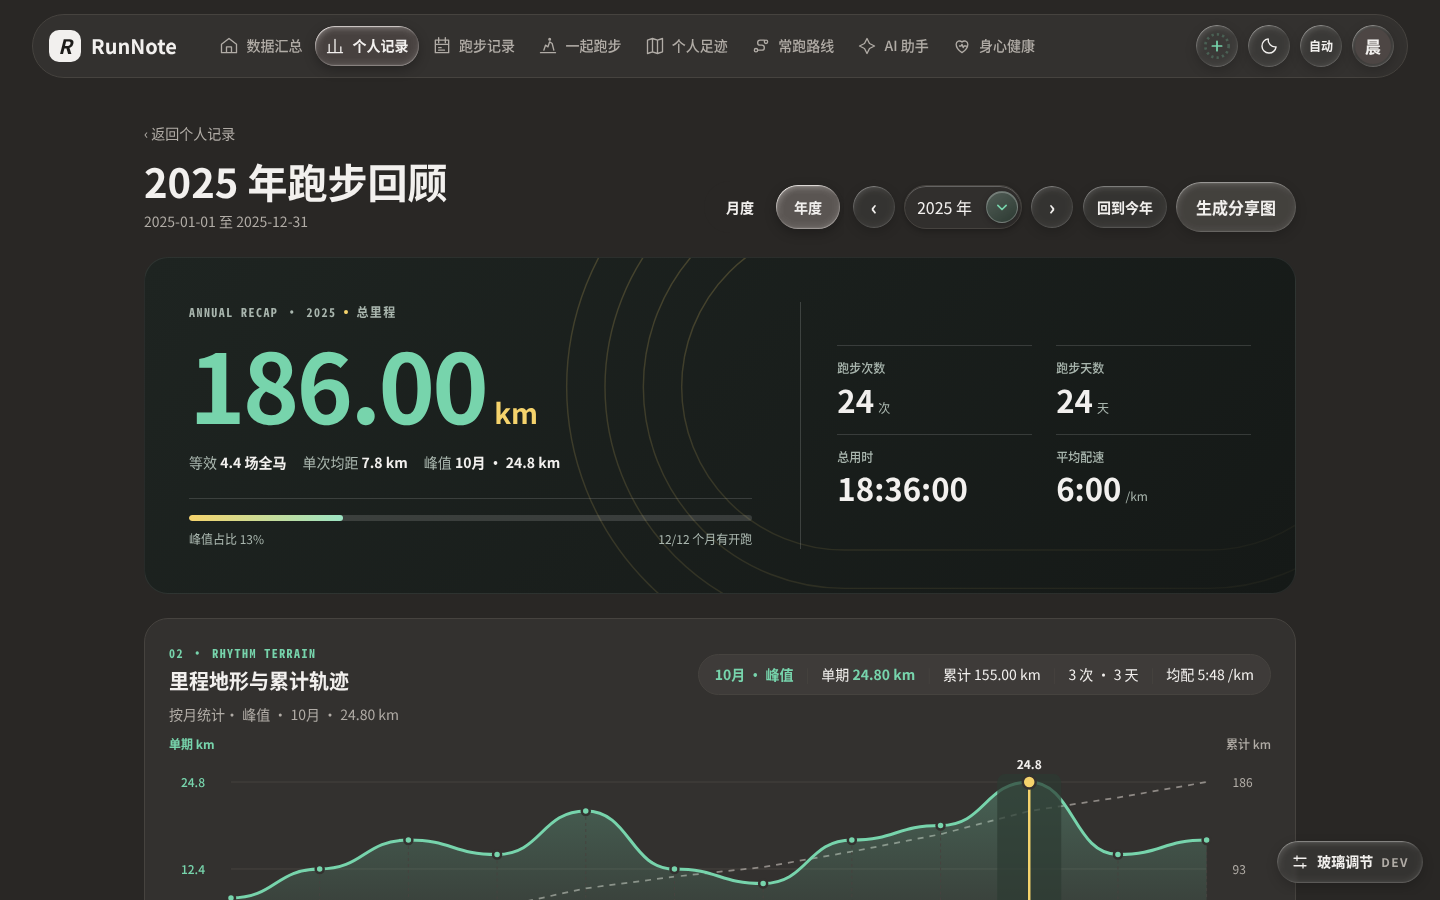 R RunNote 数据汇总 个人记录 跑步记录 一起跑步 个人足迹 常跑路线 AI 助手 身心健康 自动 晨
‹ 返回个人记录
2025 年跑步回顾
2025-01-01 至 2025-12-31
月度 年度 ‹ 2025 年 › 回到今年 生成分享图
ANNUAL RECAP • 2025 • 总里程
186.00 km
等效 4.4 场全马 单次均距 7.8 km 峰值 10月 • 24.8 km
峰值占比 13% 12/12 个月有开跑
跑步次数 跑步天数
24 次 24 天
总用时 平均配速
18:36:00 6:00 /km
02 • RHYTHM TERRAIN
里程地形与累计轨迹
10月 • 峰值 单期 24.80 km 累计 155.00 km 3 次 • 3 天 均配 5:48 /km
按月统计 • 峰值 • 10月 • 24.80 km
单期 km 累计 km
24.8
24.8 186
12.4 93
玻璃调节 DEV